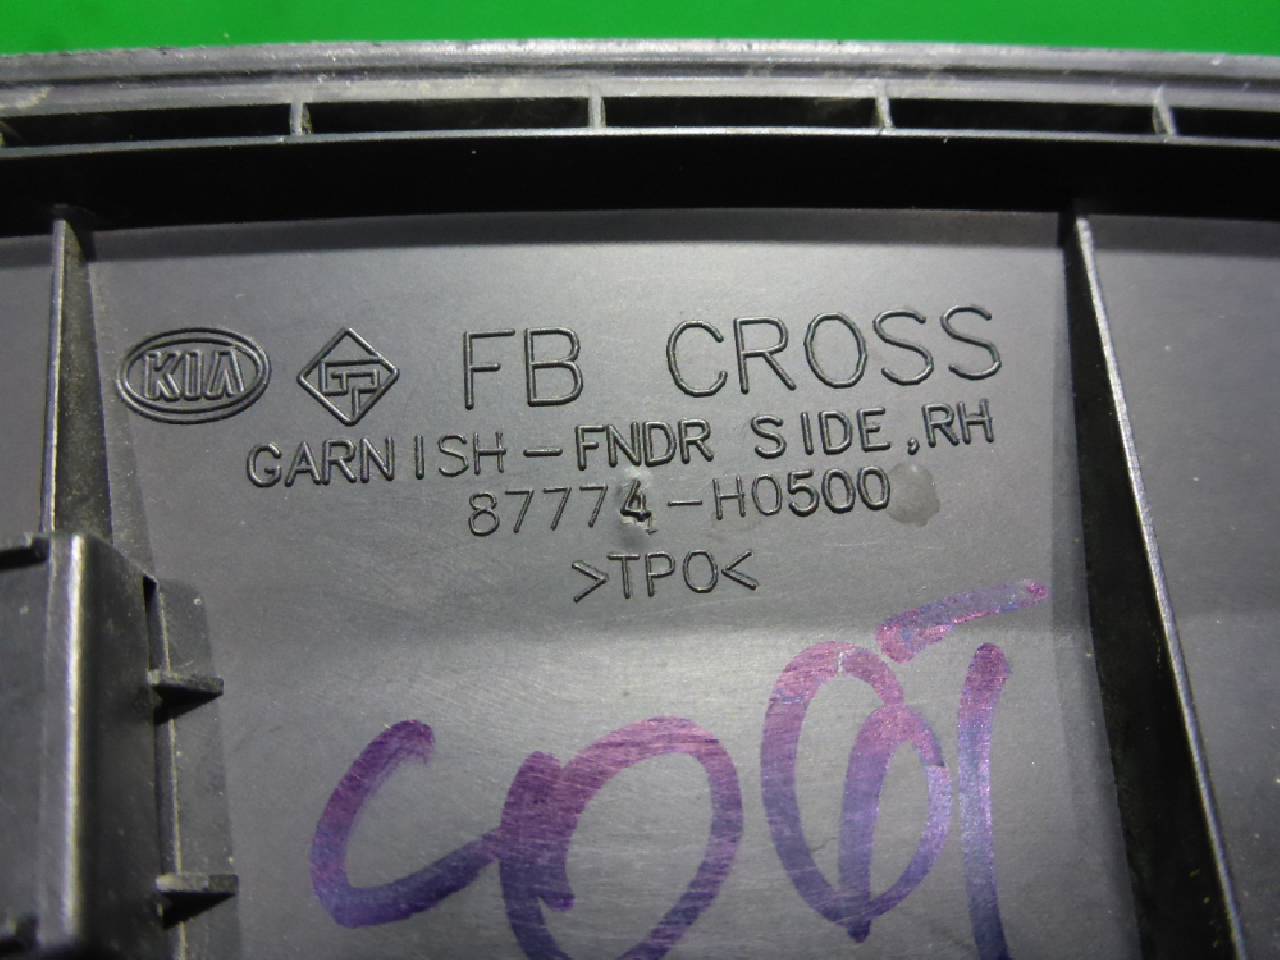 KIA FB CROSS
GARNISH-FNDR SIDE,RH
87774-H0500
>TPO<